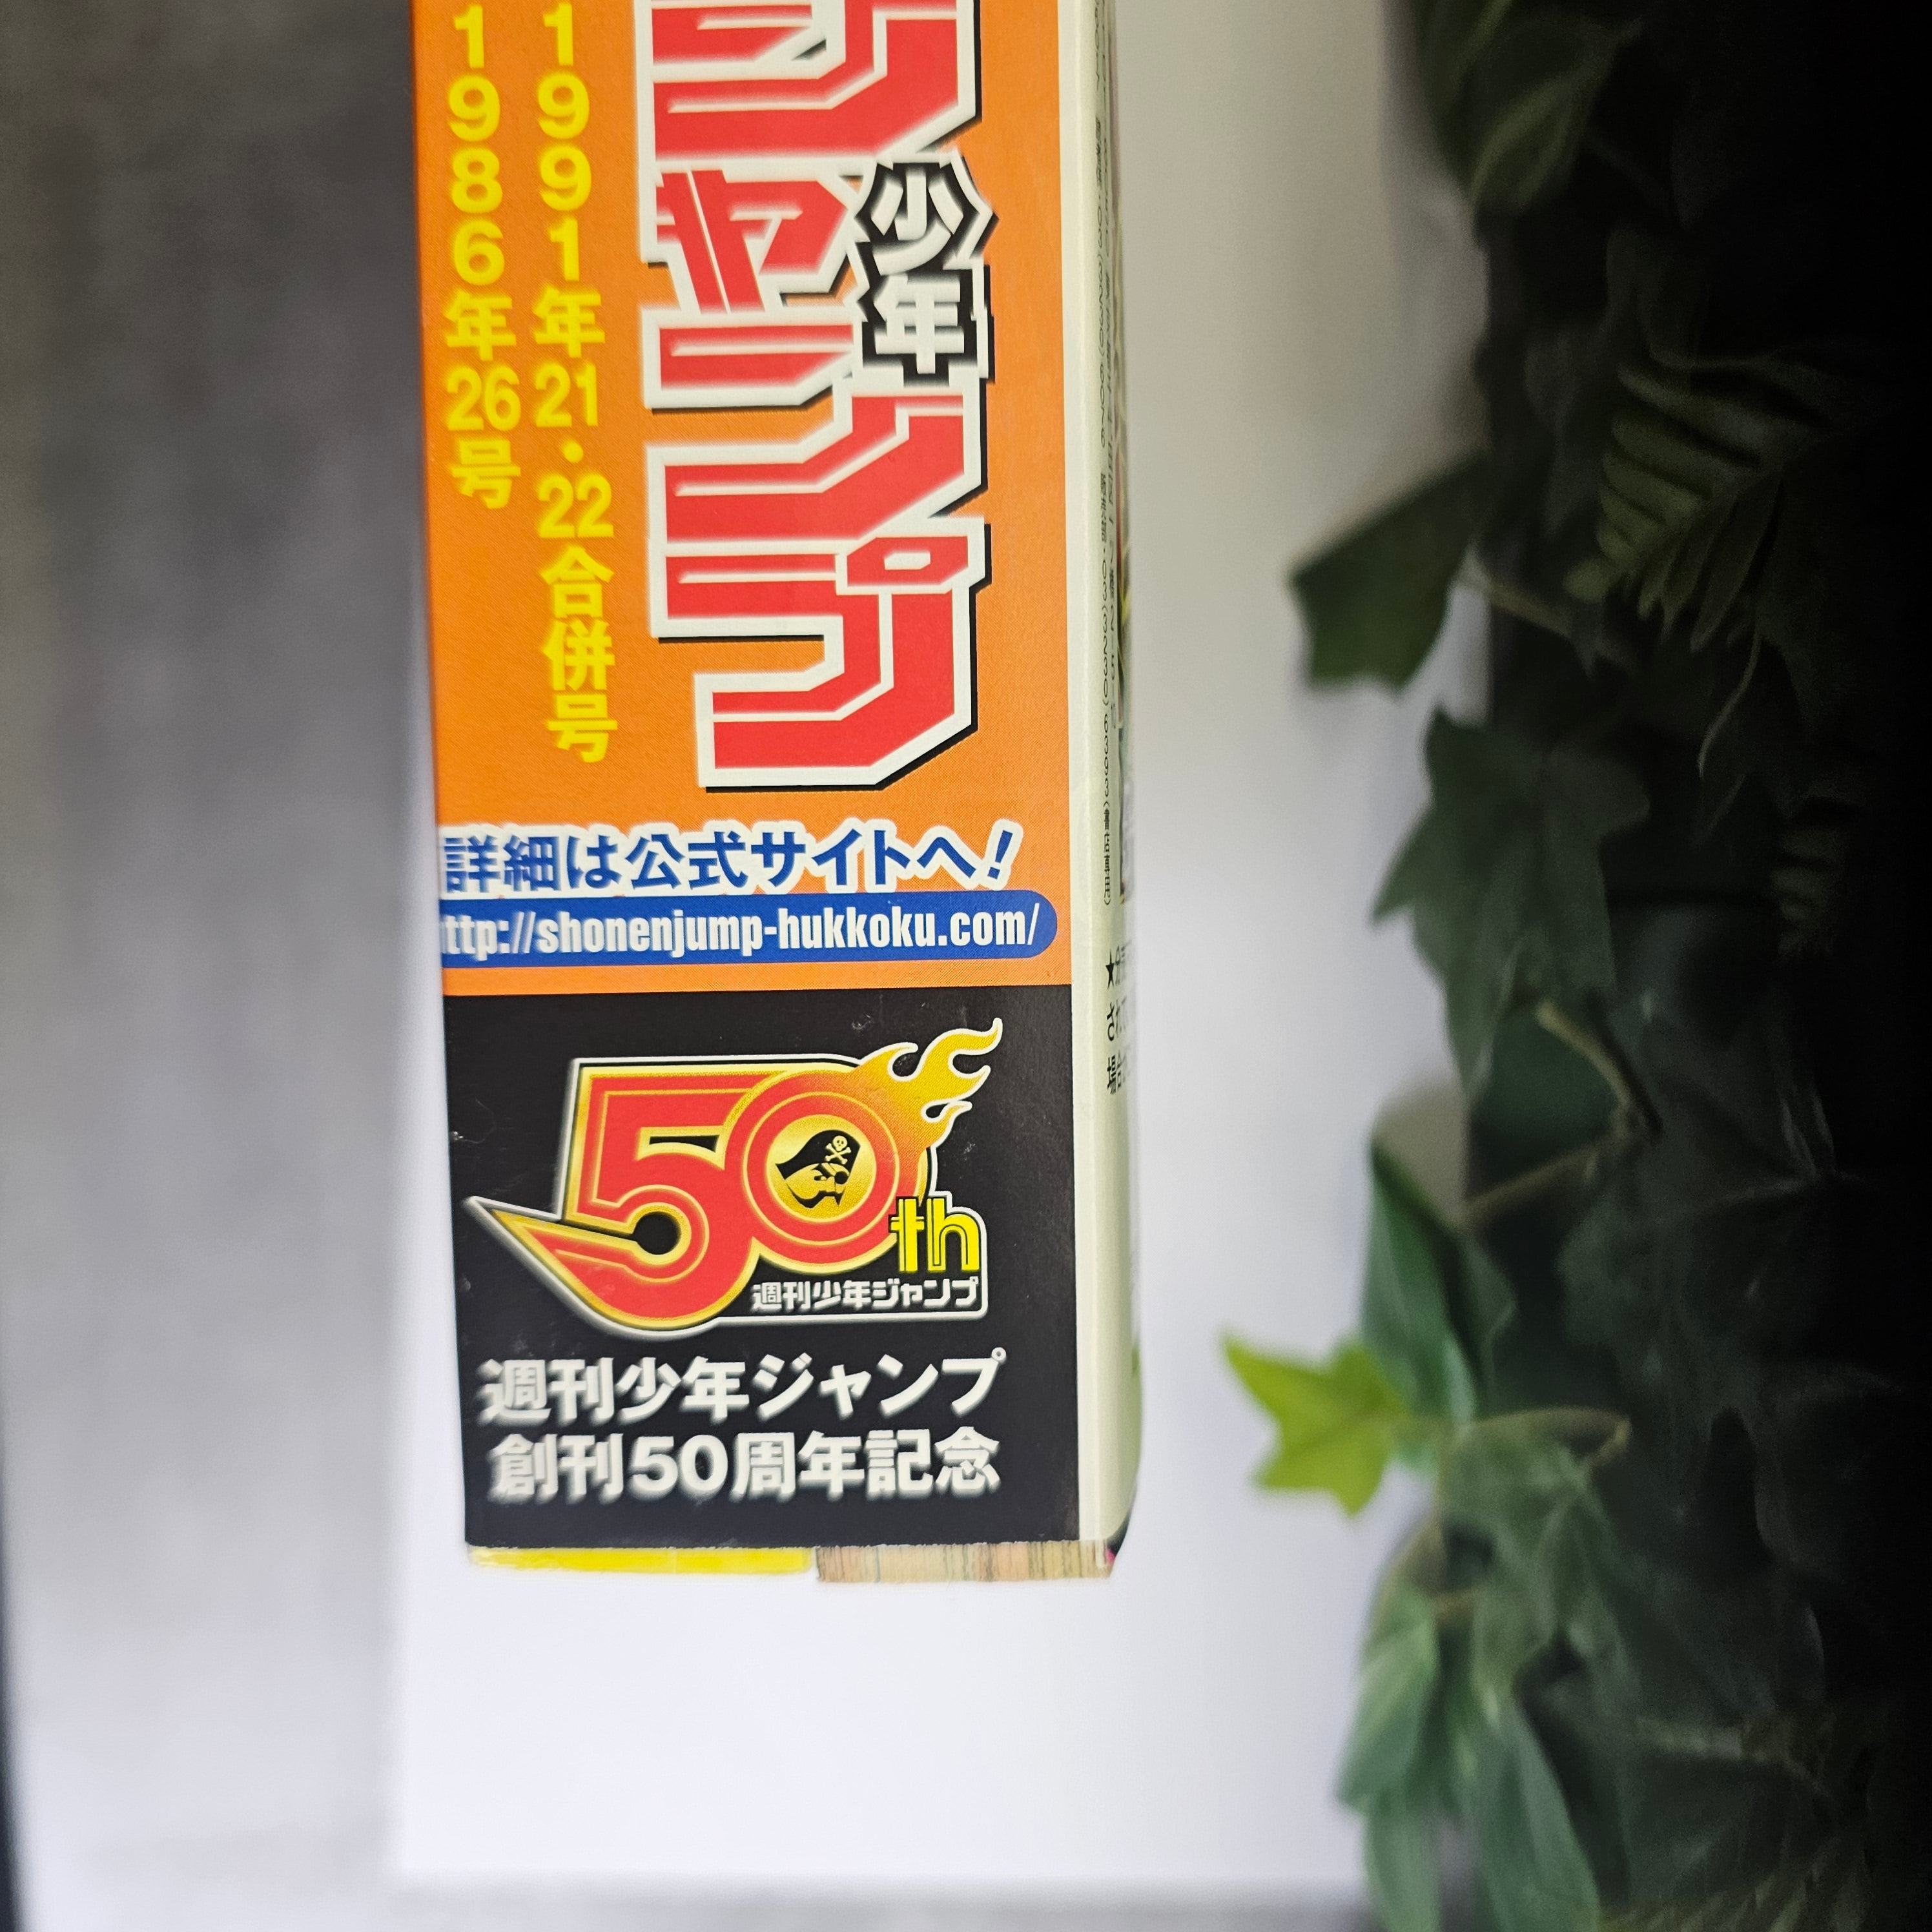 少年
ジャンプ
1991年21・22合併号
1986年26号
詳細は公式サイトへ!
ttp://shonenjump-hukkoku.com/
50th
週刊少年ジャンプ
週刊少年ジャンプ
創刊50周年記念